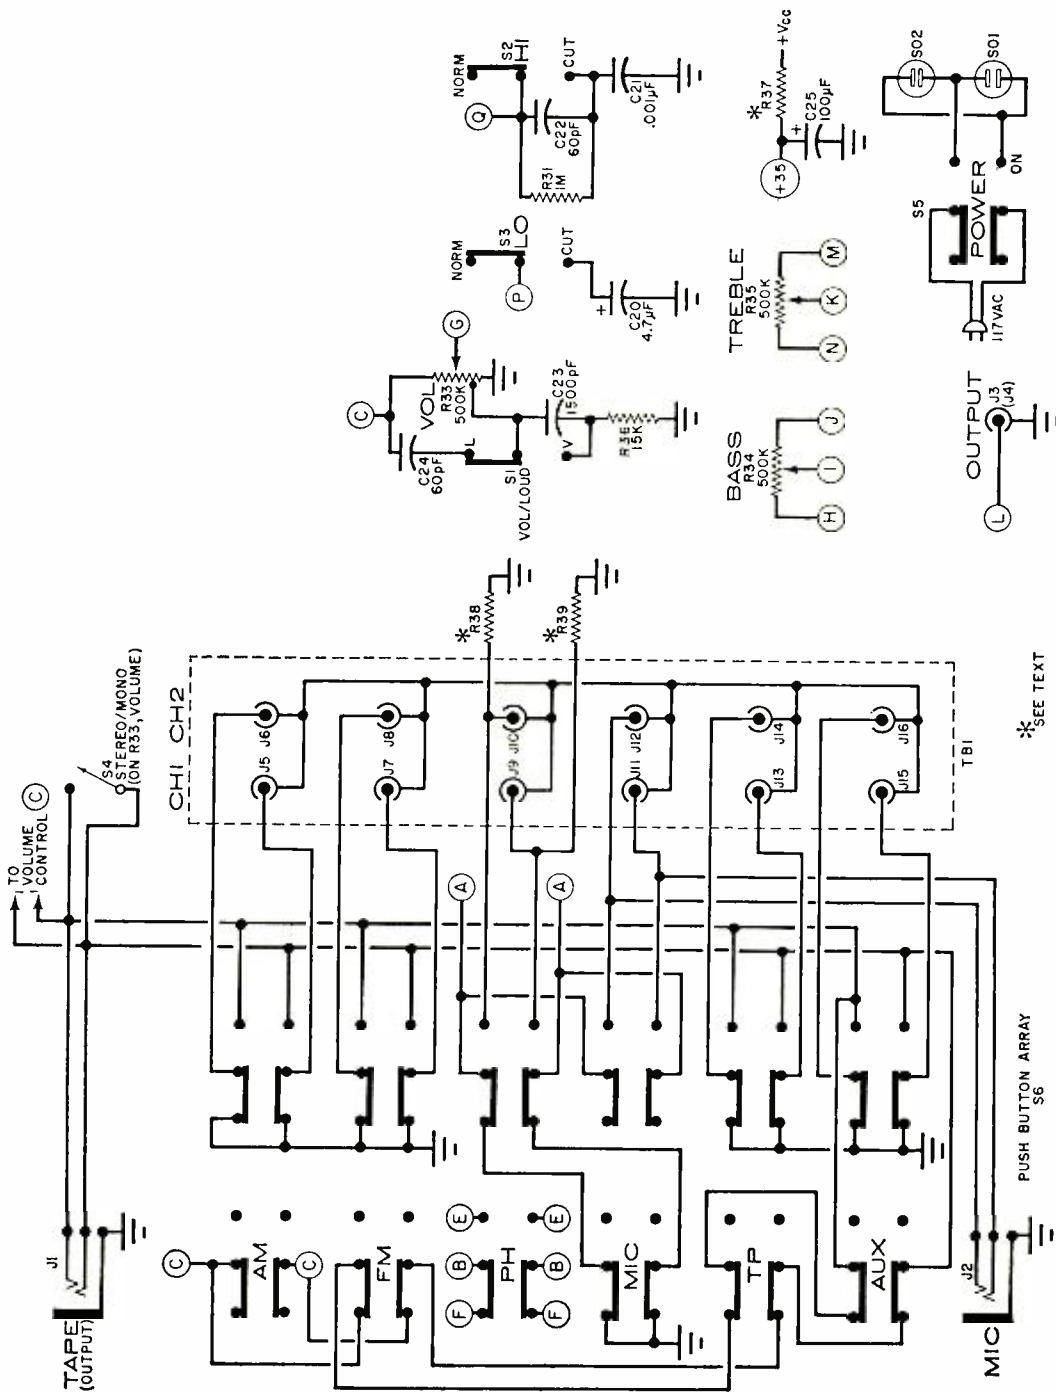 TAPE
(OUTPUT)
J1
TO
VOLUME
CONTROL
C
S4
STEREO/MONO
(ON R33, VOLUME)
CH1 CH2
C
AM
C
J5
J6
FM
J7
J8
F
B
E
PH
F
B
E
A
A
J9
J10
*
R38
*
R39
MIC
J11
J12
TP
J13
J14
AUX
J15
J16
TB1
MIC
J2
PUSH BUTTON ARRAY
S6
*
SEE TEXT
C
C24
60pF
VOL
R33
500K
G
L
S1
VOL/LOUD
C23
1500pF
V
R36
15K
NORM
S3
LO
P
CUT
+
C20
4.7µF
NORM
S2
HI
Q
R31
1M
C22
60pF
CUT
C21
.001µF
BASS
R34
500K
H
I
J
TREBLE
R35
500K
N
K
M
+35
*
R37
+Vcc
+
C25
100µF
OUTPUT
L
J3
(J4)
117VAC
S5
POWER
ON
SO2
SO1